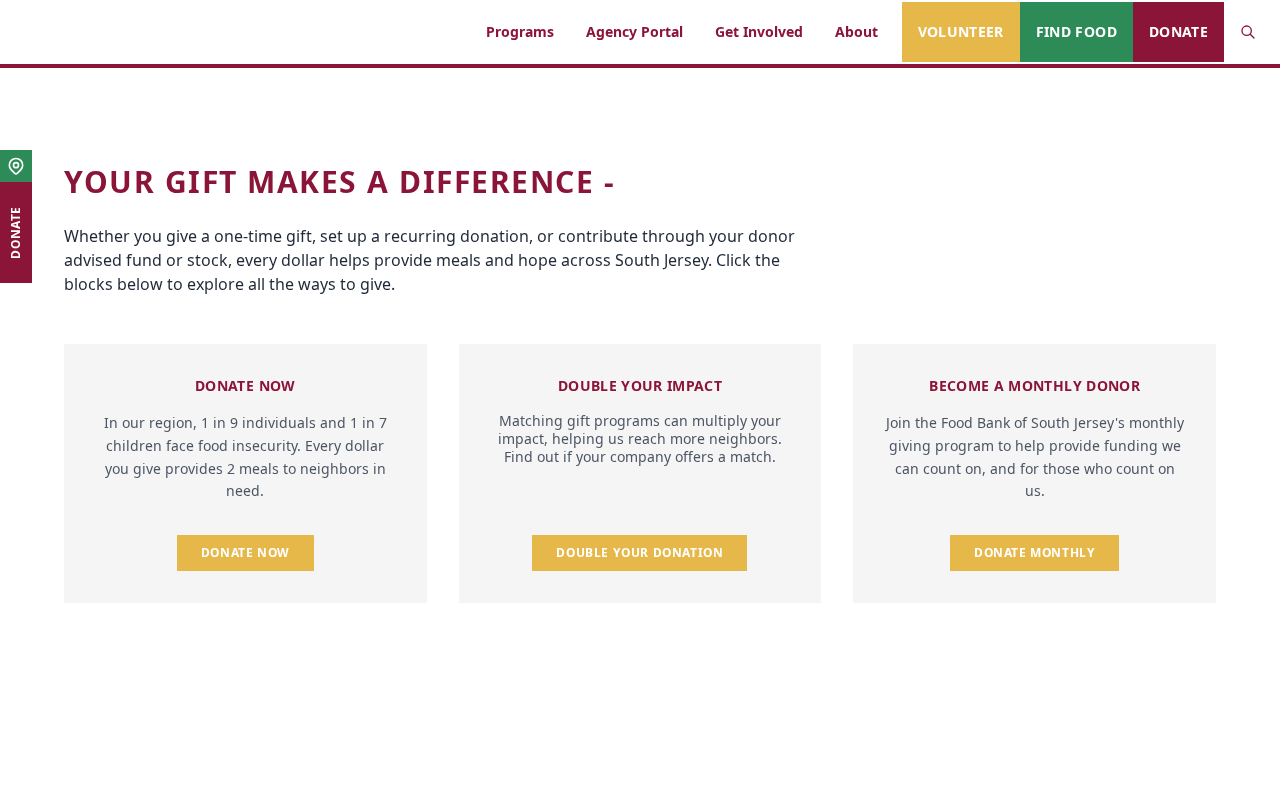 Programs
Agency Portal
Get Involved
About
VOLUNTEER
FIND FOOD
DONATE
DONATE
YOUR GIFT MAKES A DIFFERENCE -
Whether you give a one-time gift, set up a recurring donation, or contribute through your donor
advised fund or stock, every dollar helps provide meals and hope across South Jersey. Click the
blocks below to explore all the ways to give.
DONATE NOW
In our region, 1 in 9 individuals and 1 in 7
children face food insecurity. Every dollar
you give provides 2 meals to neighbors in
need.
DONATE NOW
DOUBLE YOUR IMPACT
Matching gift programs can multiply your
impact, helping us reach more neighbors.
Find out if your company offers a match.
DOUBLE YOUR DONATION
BECOME A MONTHLY DONOR
Join the Food Bank of South Jersey's monthly
giving program to help provide funding we
can count on, and for those who count on
us.
DONATE MONTHLY